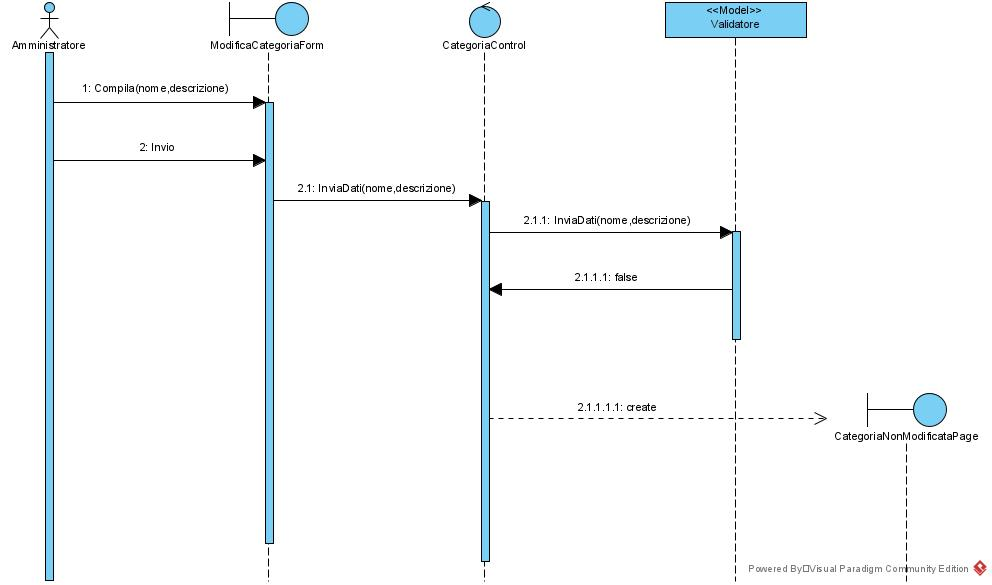 <<Model>>
Validatore
Amministratore
ModificaCategoriaForm
CategoriaControl
1: Compila(nome,descrizione)
2: Invio
2.1: InviaDati(nome,descrizione)
2.1.1: InviaDati(nome,descrizione)
2.1.1.1: false
2.1.1.1.1: create
CategoriaNonModificataPage
Powered By□Visual Paradigm Community Edition